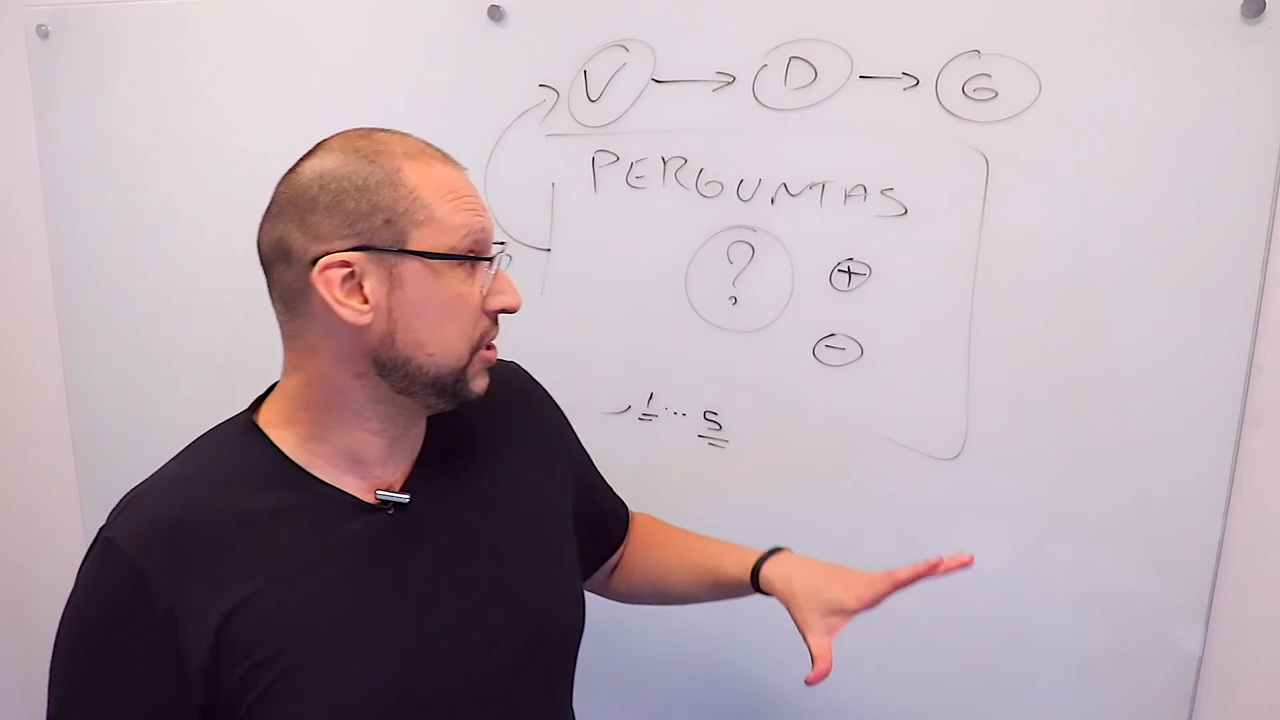 V → D → G
PERGUNTAS
?
+
-
1...5